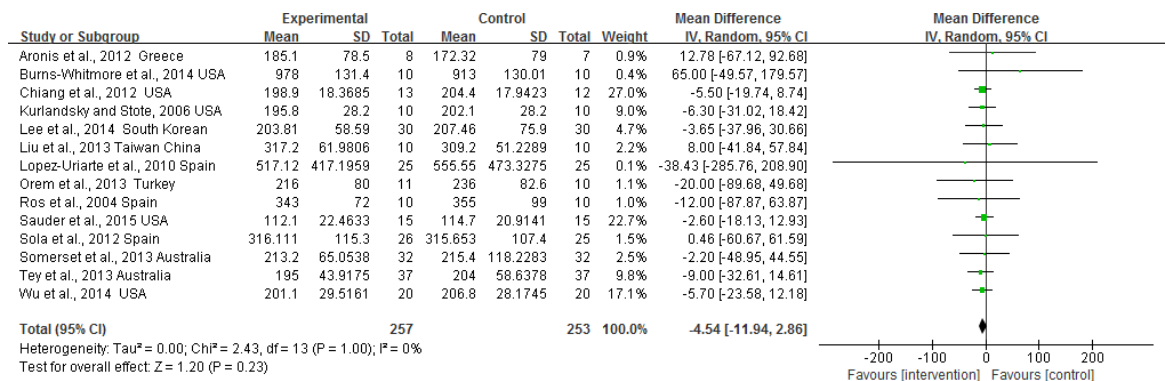 Experimental Control Mean Difference Mean Difference
Study or Subgroup Mean SD Total Mean SD Total Weight IV, Random, 95% CI IV, Random, 95% CI
Aronis et al., 2012 Greece 185.1 78.5 8 172.32 79 7 0.9% 12.78 [-67.12, 92.68]
Burns-Whitmore et al., 2014 USA 978 131.4 10 913 130.01 10 0.4% 65.00 [-49.57, 179.57]
Chiang et al., 2012 USA 198.9 18.3685 13 204.4 17.9423 12 27.0% -5.50 [-19.74, 8.74]
Kurlandsky and Stote, 2006 USA 195.8 28.2 10 202.1 28.2 10 9.0% -6.30 [-31.02, 18.42]
Lee et al., 2014 South Korean 203.81 58.59 30 207.46 75.9 30 4.7% -3.65 [-37.96, 30.66]
Liu et al., 2013 Taiwan China 317.2 61.9806 10 309.2 51.2289 10 2.2% 8.00 [-41.84, 57.84]
Lopez-Uriarte et al., 2010 Spain 517.12 417.1959 25 555.55 473.3275 25 0.1% -38.43 [-285.76, 208.90]
Orem et al., 2013 Turkey 216 80 11 236 82.6 10 1.1% -20.00 [-89.68, 49.68]
Ros et al., 2004 Spain 343 72 10 355 99 10 0.9% -12.00 [-87.87, 63.87]
Sauder et al., 2015 USA 112.1 22.4633 15 114.7 20.9141 15 22.7% -2.60 [-18.13, 12.93]
Sola et al., 2012 Spain 316.111 115.3 26 315.653 107.4 25 1.5% 0.46 [-60.67, 61.59]
Somerset et al., 2013 Australia 213.2 65.0538 32 215.4 118.2283 32 2.5% -2.20 [-48.95, 44.55]
Tey et al., 2013 Australia 195 43.9175 37 204 58.6378 37 9.8% -9.00 [-32.61, 14.61]
Wu et al., 2014 USA 201.1 29.5161 20 206.8 28.1745 20 17.1% -5.70 [-23.58, 12.18]
Total (95% CI) 257 253 100.0% -4.54 [-11.94, 2.86]
Heterogeneity: Tau² = 0.00; Chi² = 2.43, df = 13 (P = 1.00); I² = 0%
Test for overall effect: Z = 1.20 (P = 0.23)
-200 -100 0 100 200
Favours [intervention] Favours [control]